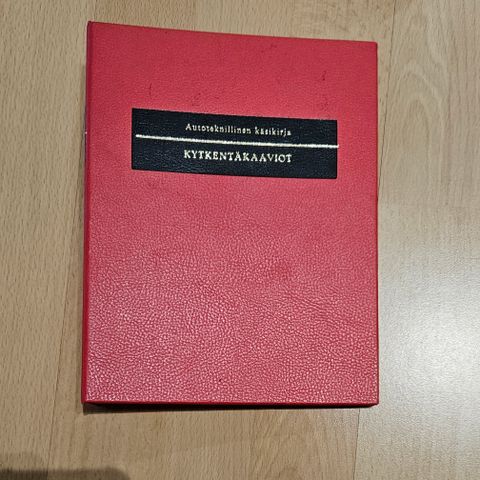 Autoteknillinen käsikirja
KYTKENTÄKAAVIOT